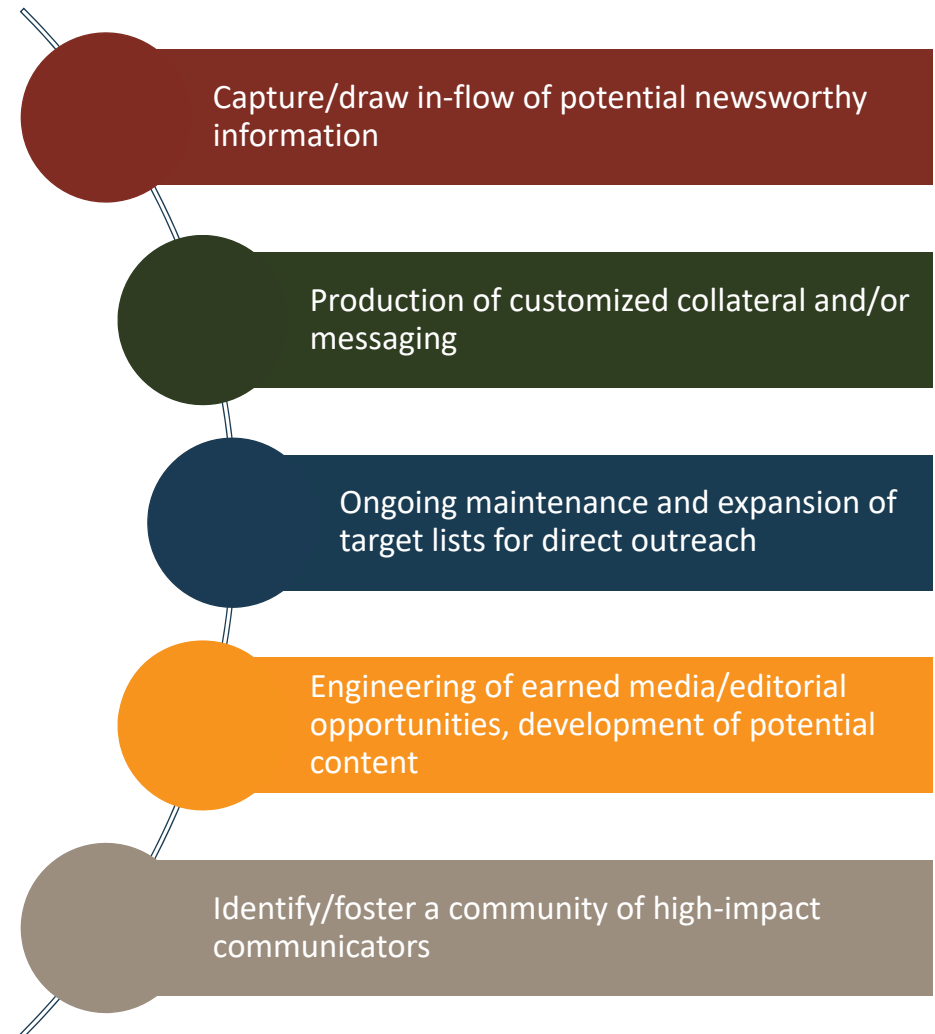 Capture/draw in-flow of potential newsworthy
information
Production of customized collateral and/or
messaging
Ongoing maintenance and expansion of
target lists for direct outreach
Engineering of earned media/editorial
opportunities, development of potential
content
Identify/foster a community of high-impact
communicators